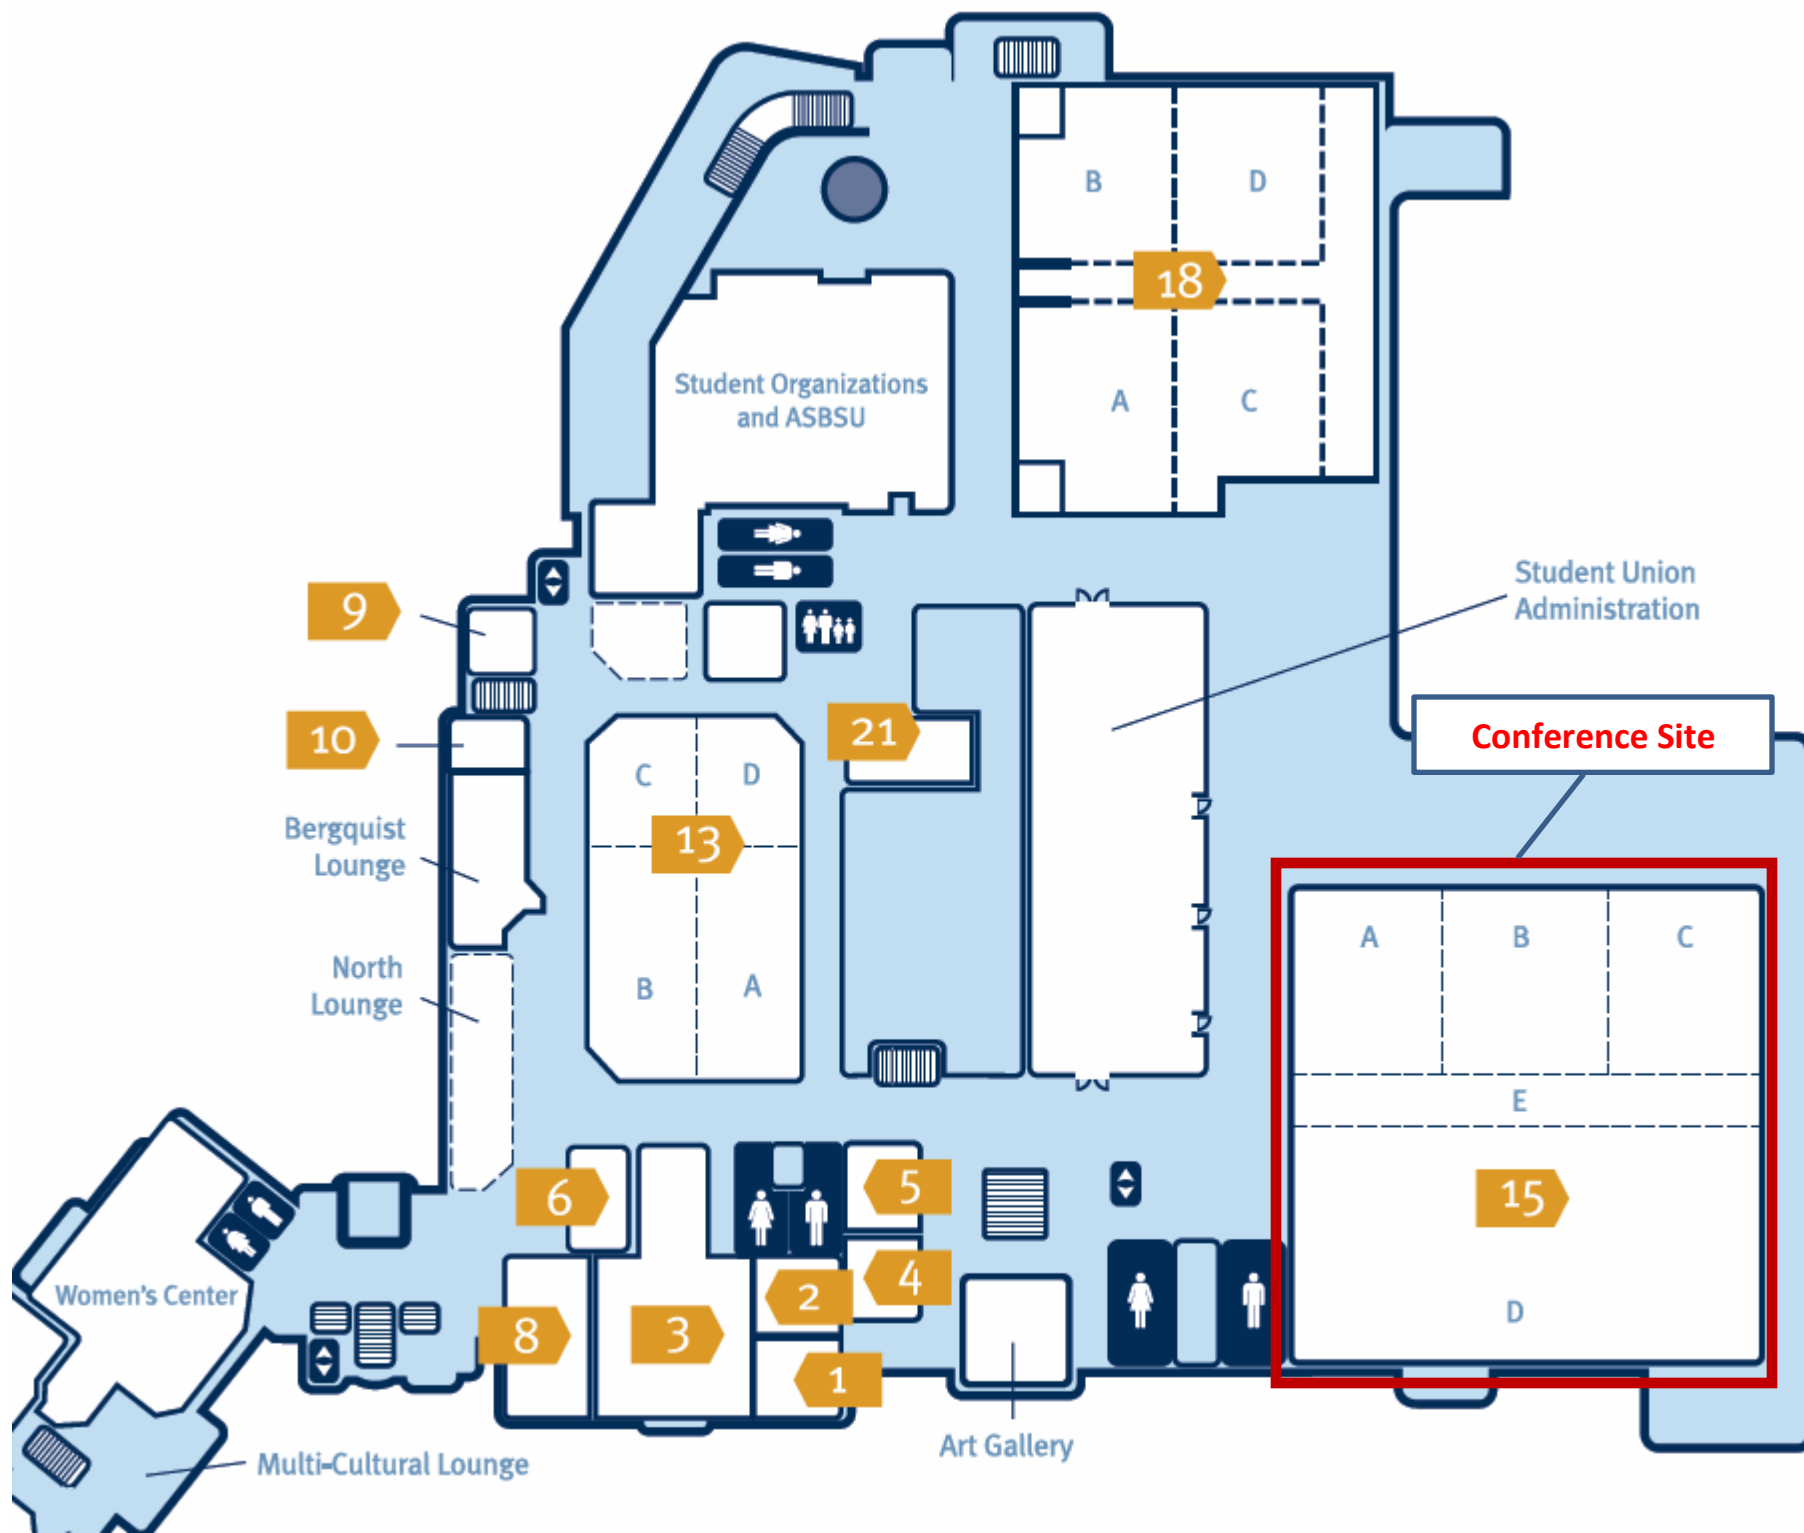 B
D
18
A
C
Student Organizations
and ASBSU
Student Union
Administration
9
10
21
Conference Site
C
D
13
B
A
Bergquist
Lounge
North
Lounge
A
B
C
E
15
D
6
5
4
2
3
8
1
Women's Center
Art Gallery
Multi-Cultural Lounge